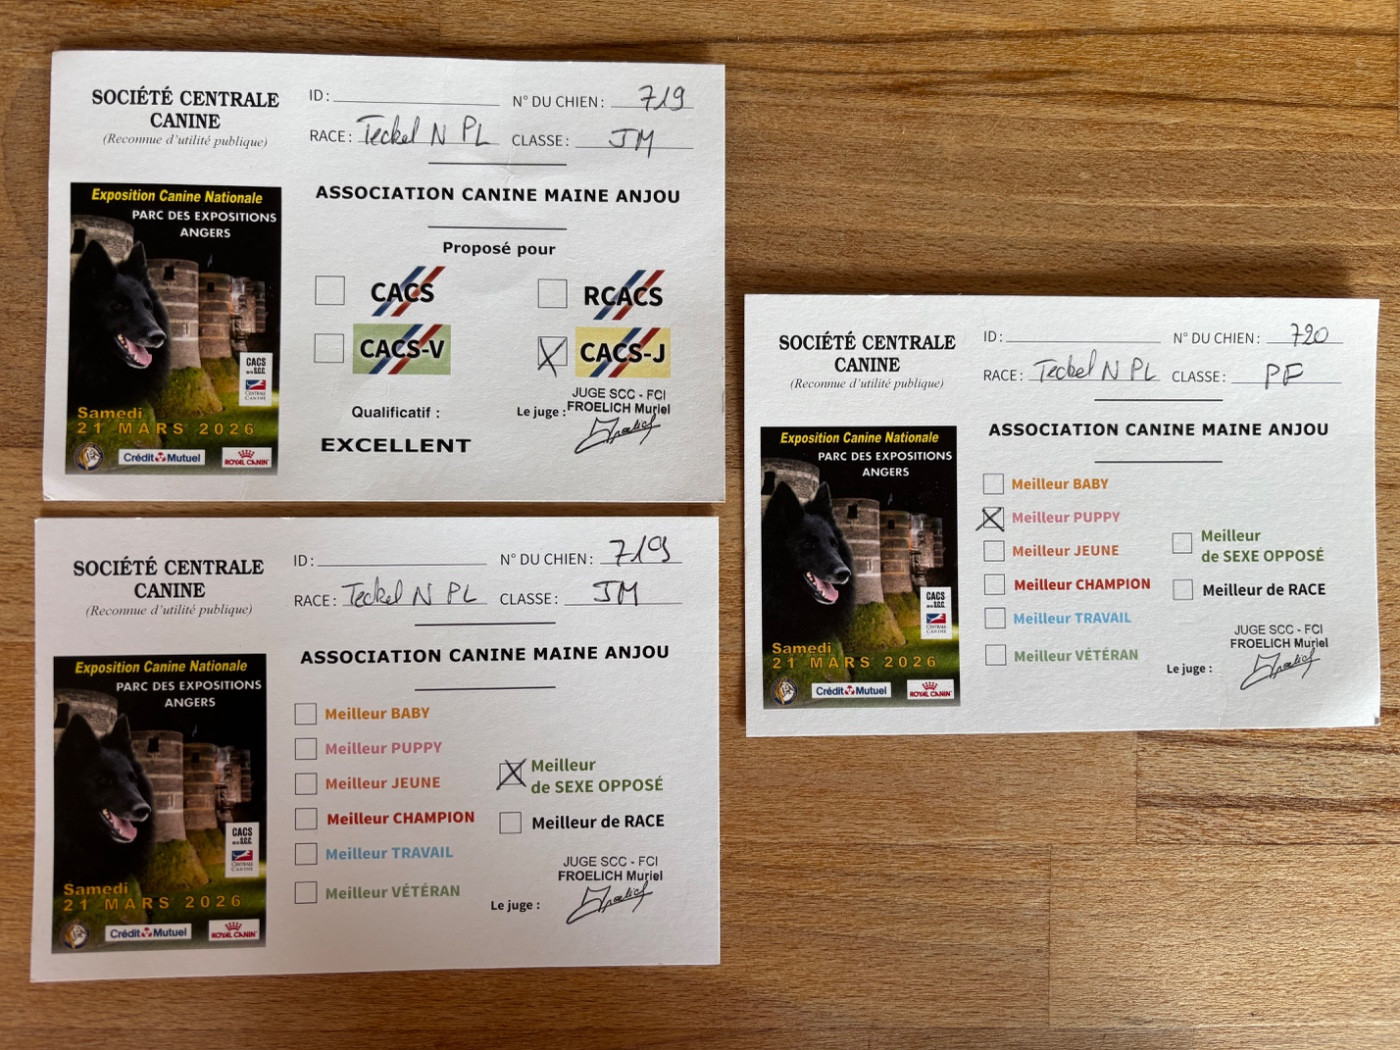 SOCIÉTÉ CENTRALE
CANINE
(Reconnue d'utilité publique)
ID :
N° DU CHIEN : 719
RACE : Teckel N PL
CLASSE : JM
ASSOCIATION CANINE MAINE ANJOU
Proposé pour
CACS
RCACS
CACS-V
CACS-J
Qualificatif :
EXCELLENT
Le juge :
JUGE SCC - FCI
FROELICH Muriel
Exposition Canine Nationale
PARC DES EXPOSITIONS
ANGERS
CACS
CENTRALE
CANINE
Samedi
21 MARS 2026
Crédit Mutuel
ROYAL CANIN
SOCIÉTÉ CENTRALE
CANINE
(Reconnue d'utilité publique)
ID :
N° DU CHIEN : 719
RACE : Teckel N PL
CLASSE : JM
ASSOCIATION CANINE MAINE ANJOU
Meilleur BABY
Meilleur PUPPY
Meilleur JEUNE
Meilleur CHAMPION
Meilleur TRAVAIL
Meilleur VÉTÉRAN
Meilleur
de SEXE OPPOSÉ
Meilleur de RACE
JUGE SCC - FCI
FROELICH Muriel
Le juge :
Exposition Canine Nationale
PARC DES EXPOSITIONS
ANGERS
CACS
CENTRALE
CANINE
Samedi
21 MARS 2026
Crédit Mutuel
ROYAL CANIN
SOCIÉTÉ CENTRALE
CANINE
(Reconnue d'utilité publique)
ID :
N° DU CHIEN : 720
RACE : Teckel N PL
CLASSE : PF
ASSOCIATION CANINE MAINE ANJOU
Meilleur BABY
Meilleur PUPPY
Meilleur JEUNE
Meilleur CHAMPION
Meilleur TRAVAIL
Meilleur VÉTÉRAN
Meilleur
de SEXE OPPOSÉ
Meilleur de RACE
JUGE SCC - FCI
FROELICH Muriel
Le juge :
Exposition Canine Nationale
PARC DES EXPOSITIONS
ANGERS
CACS
Samedi
21 MARS 2026
Crédit Mutuel
ROYAL CANIN